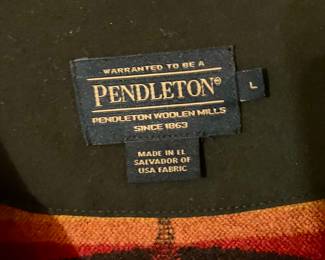 WARRANTED TO BE A
PENDLETON®
PENDLETON WOOLEN MILLS
SINCE 1863
L
MADE IN EL
SALVADOR OF
USA FABRIC